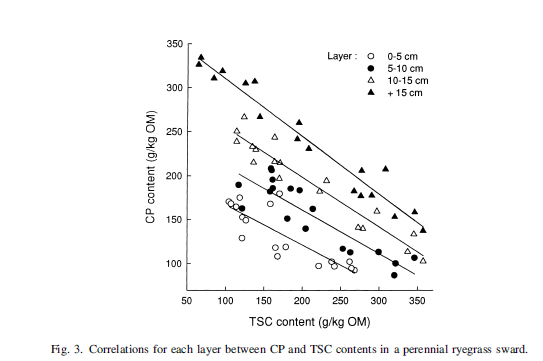 350
300
250
200
150
100
CP content (g/kg OM)
Layer : 0-5 cm
5-10 cm
10-15 cm
+ 15 cm
50 100 150 200 250 300 350 400
TSC content (g/kg OM)
Fig. 3. Correlations for each layer between CP and TSC contents in a perennial ryegrass sward.